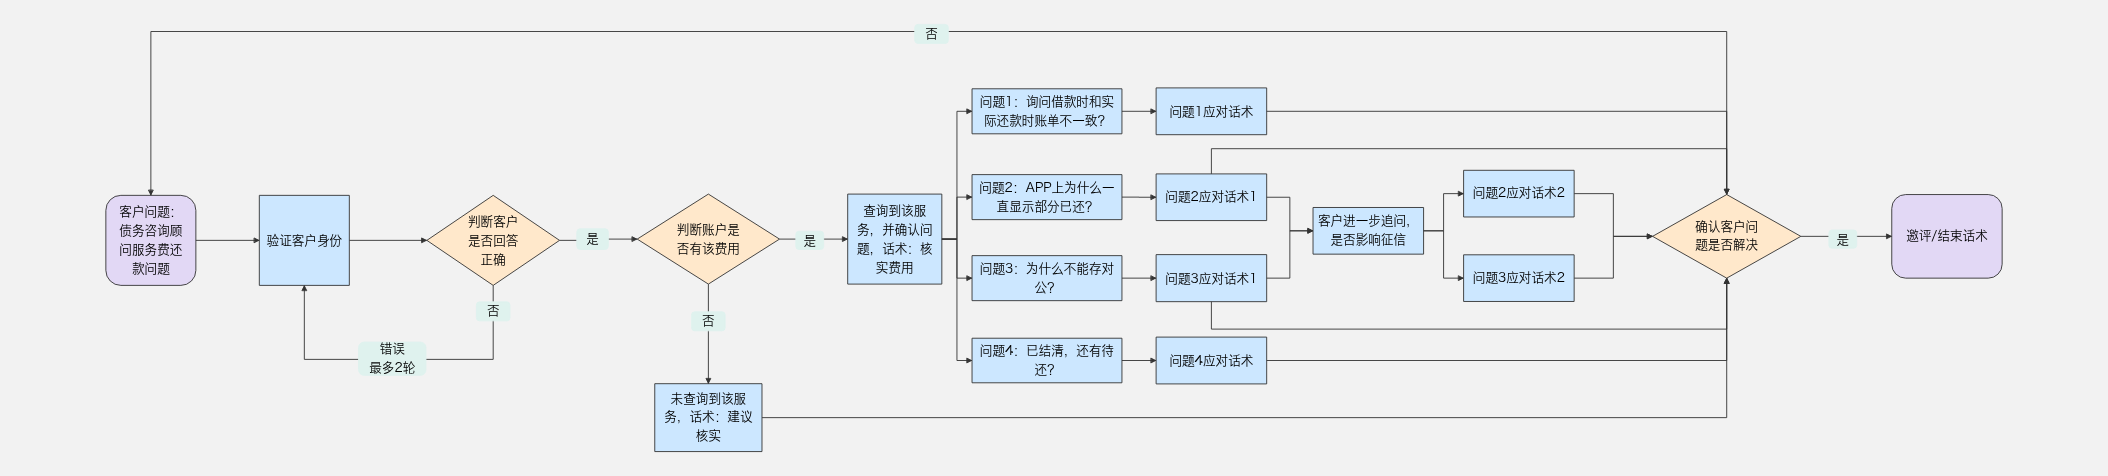 否
客户问题：
债务咨询顾
问服务费还
款问题
验证客户身份
判断客户
是否回答
正确
是
否
错误
最多2轮
判断账户是
否有该费用
是
否
未查询到该服
务，话术：建议
核实
查询到该服
务，并确认问
题，话术：核
实费用
问题1：询问借款时和实
际还款时账单不一致？
问题1应对话术
问题2：APP上为什么一
直显示部分已还？
问题2应对话术1
问题3：为什么不能存对
公？
问题3应对话术1
问题4：已结清，还有待
还？
问题4应对话术
客户进一步追问，
是否影响征信
问题2应对话术2
问题3应对话术2
确认客户问
题是否解决
是
邀评/结束话术